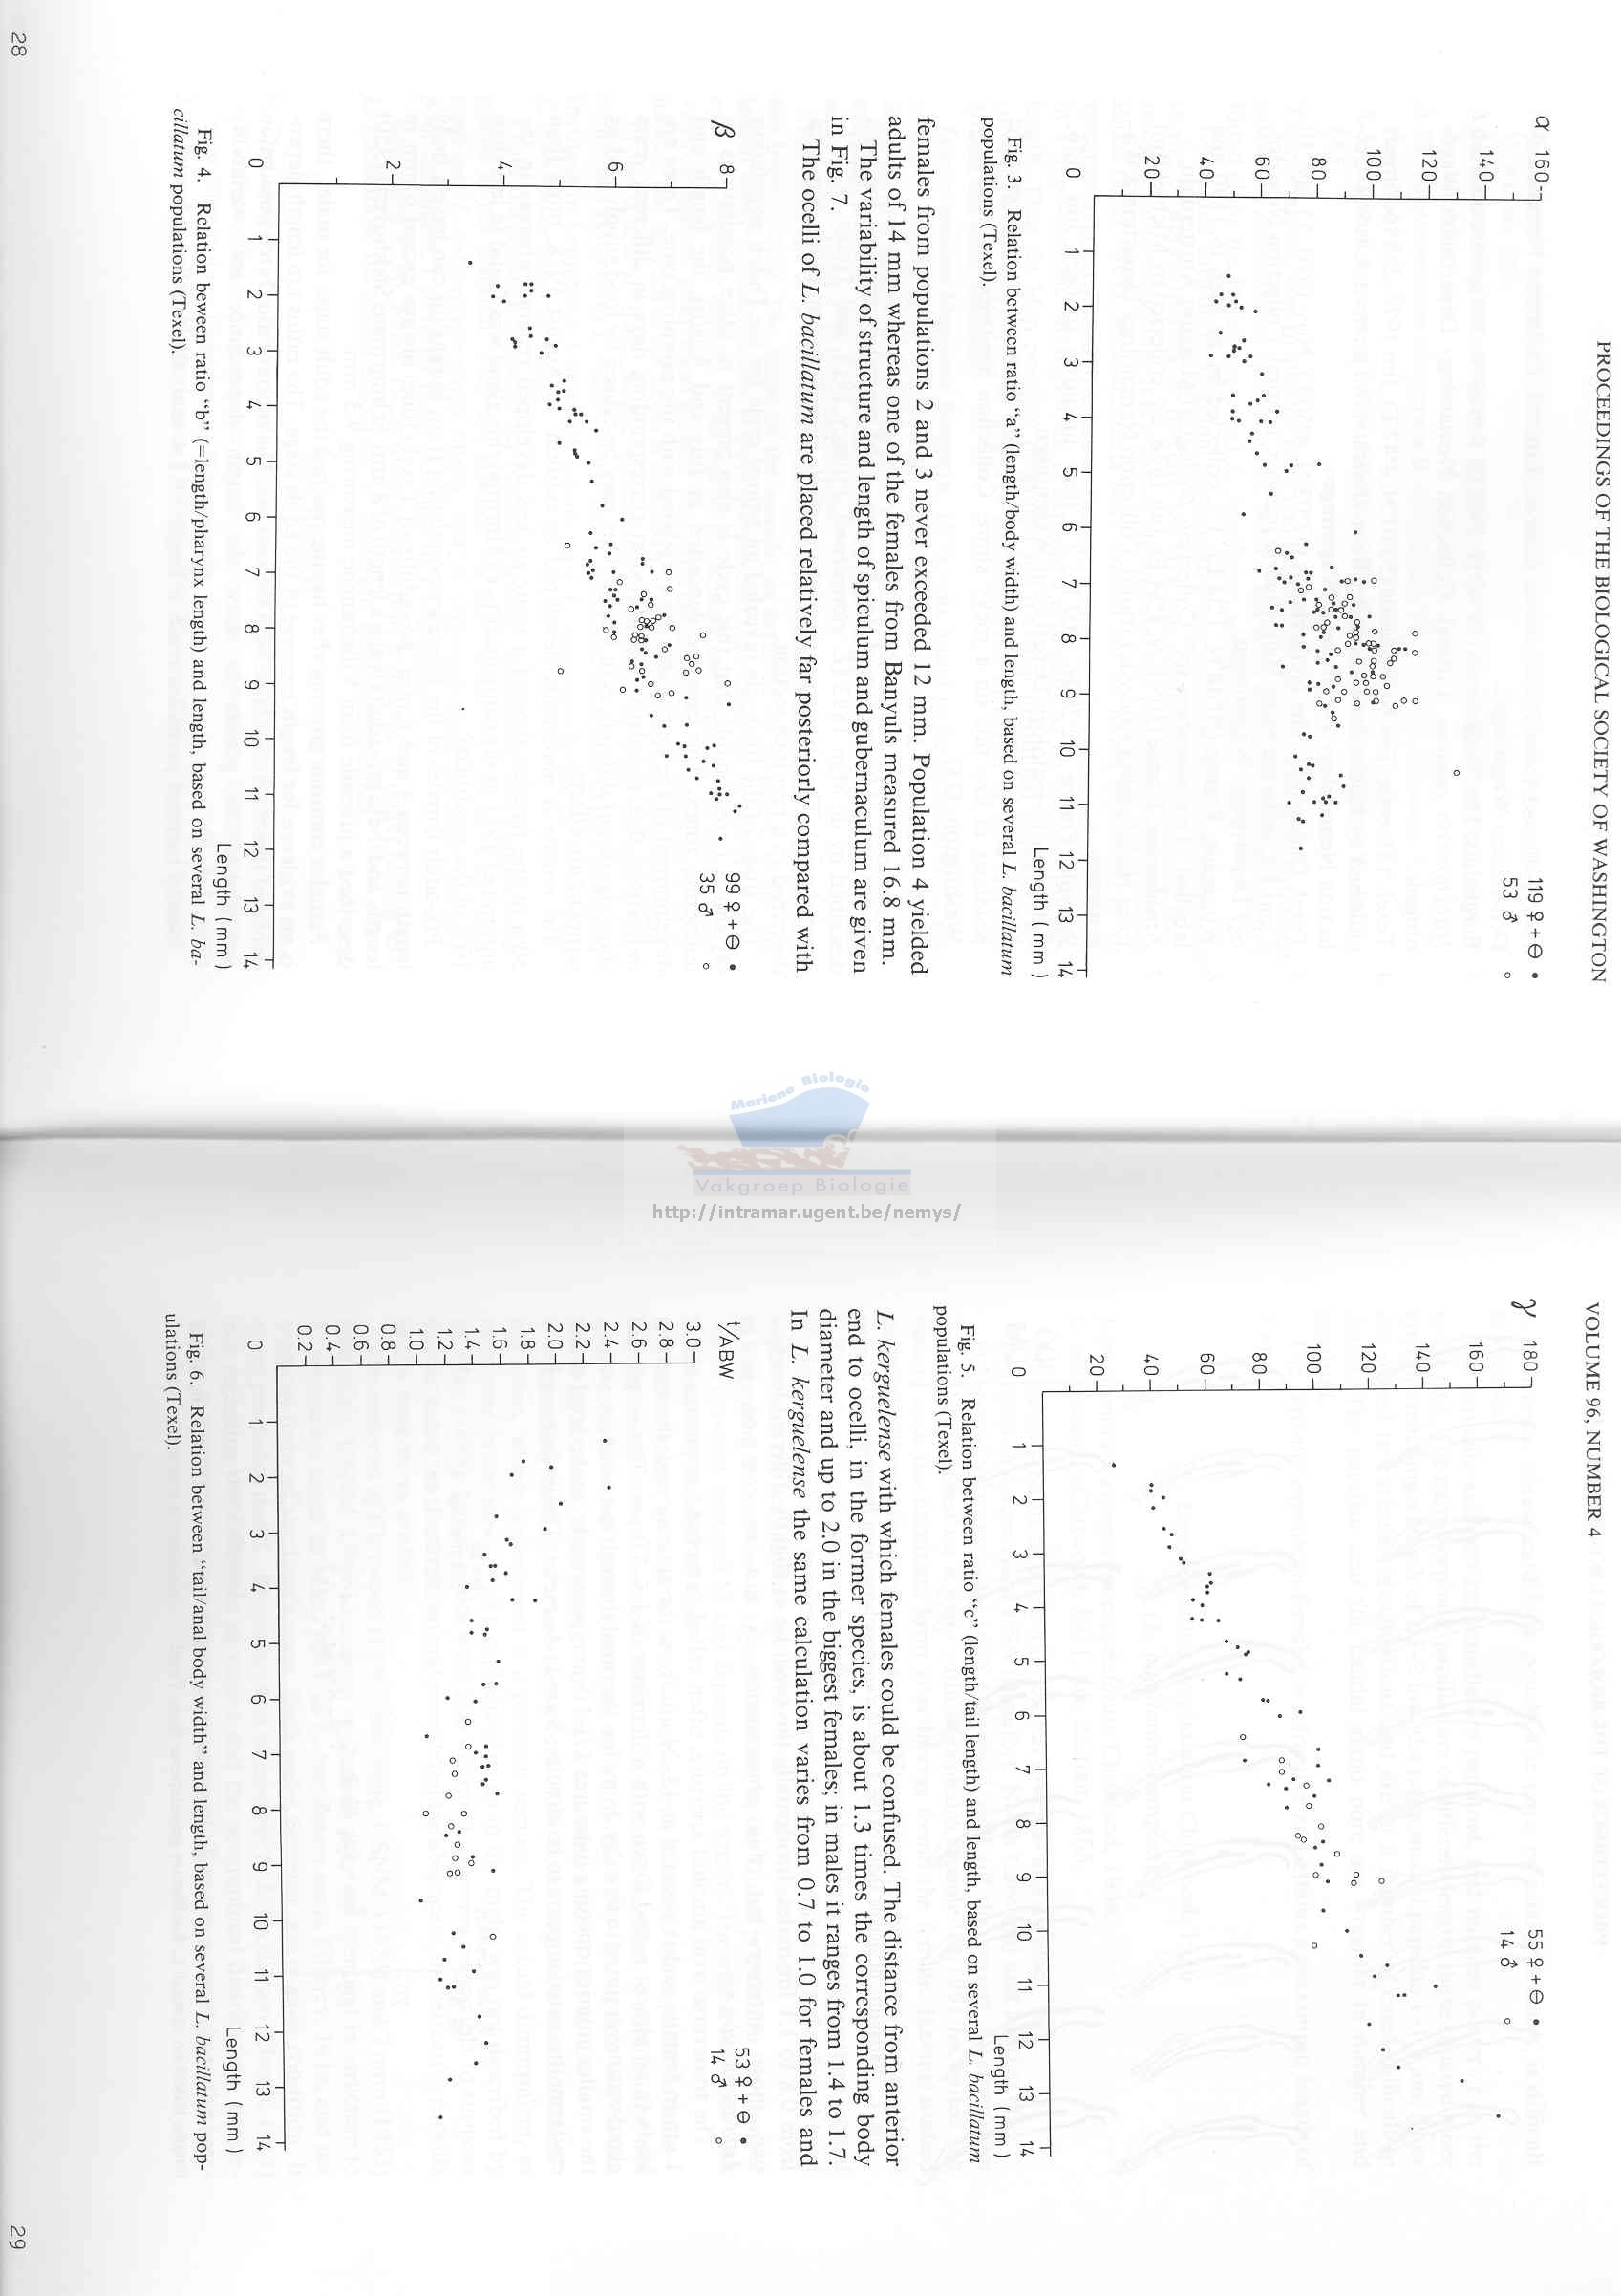 PROCEEDINGS OF THE BIOLOGICAL SOCIETY OF WASHINGTON
α
160
140
120
100
80
60
40
20
0
1 2 3 4 5 6 7 8 9 10 11 12 13 14
Length (mm)
119 ♀ + ⊖ •
53 ♂ ○
Fig. 3. Relation between ratio “a” (length/body width) and length, based on several L. bacillatum
populations (Texel).
females from populations 2 and 3 never exceeded 12 mm. Population 4 yielded
adults of 14 mm whereas one of the females from Banyuls measured 16.8 mm.
The variability of structure and length of spiculum and gubernaculum are given
in Fig. 7.
The ocelli of L. bacillatum are placed relatively far posteriorly compared with
β
8
6
4
2
0
1 2 3 4 5 6 7 8 9 10 11 12 13 14
Length (mm)
99 ♀ + ⊖ •
35 ♂ ○
Fig. 4. Relation beween ratio “b” (=length/pharynx length) and length, based on several L. ba-
cillatum populations (Texel).
28
Mariene Biologie
Vakgroep Biologie
http://intramar.ugent.be/nemys/
VOLUME 96, NUMBER 4
γ
180
160
140
120
100
80
60
40
20
0
1 2 3 4 5 6 7 8 9 10 11 12 13 14
Length (mm)
55 ♀ + ⊖ •
14 ♂ ○
Fig. 5. Relation between ratio “c” (length/tail length) and length, based on several L. bacillatum
populations (Texel).
L. kerguelense with which females could be confused. The distance from anterior
end to ocelli, in the former species, is about 1.3 times the corresponding body
diameter and up to 2.0 in the biggest females; in males it ranges from 1.4 to 1.7.
In L. kerguelense the same calculation varies from 0.7 to 1.0 for females and
t/ABW
3.0
2.8
2.6
2.4
2.2
2.0
1.8
1.6
1.4
1.2
1.0
0.8
0.6
0.4
0.2
0
1 2 3 4 5 6 7 8 9 10 11 12 13 14
Length (mm)
53 ♀ + ⊖ •
14 ♂ ○
Fig. 6. Relation between “tail/anal body width” and length, based on several L. bacillatum pop-
ulations (Texel).
29